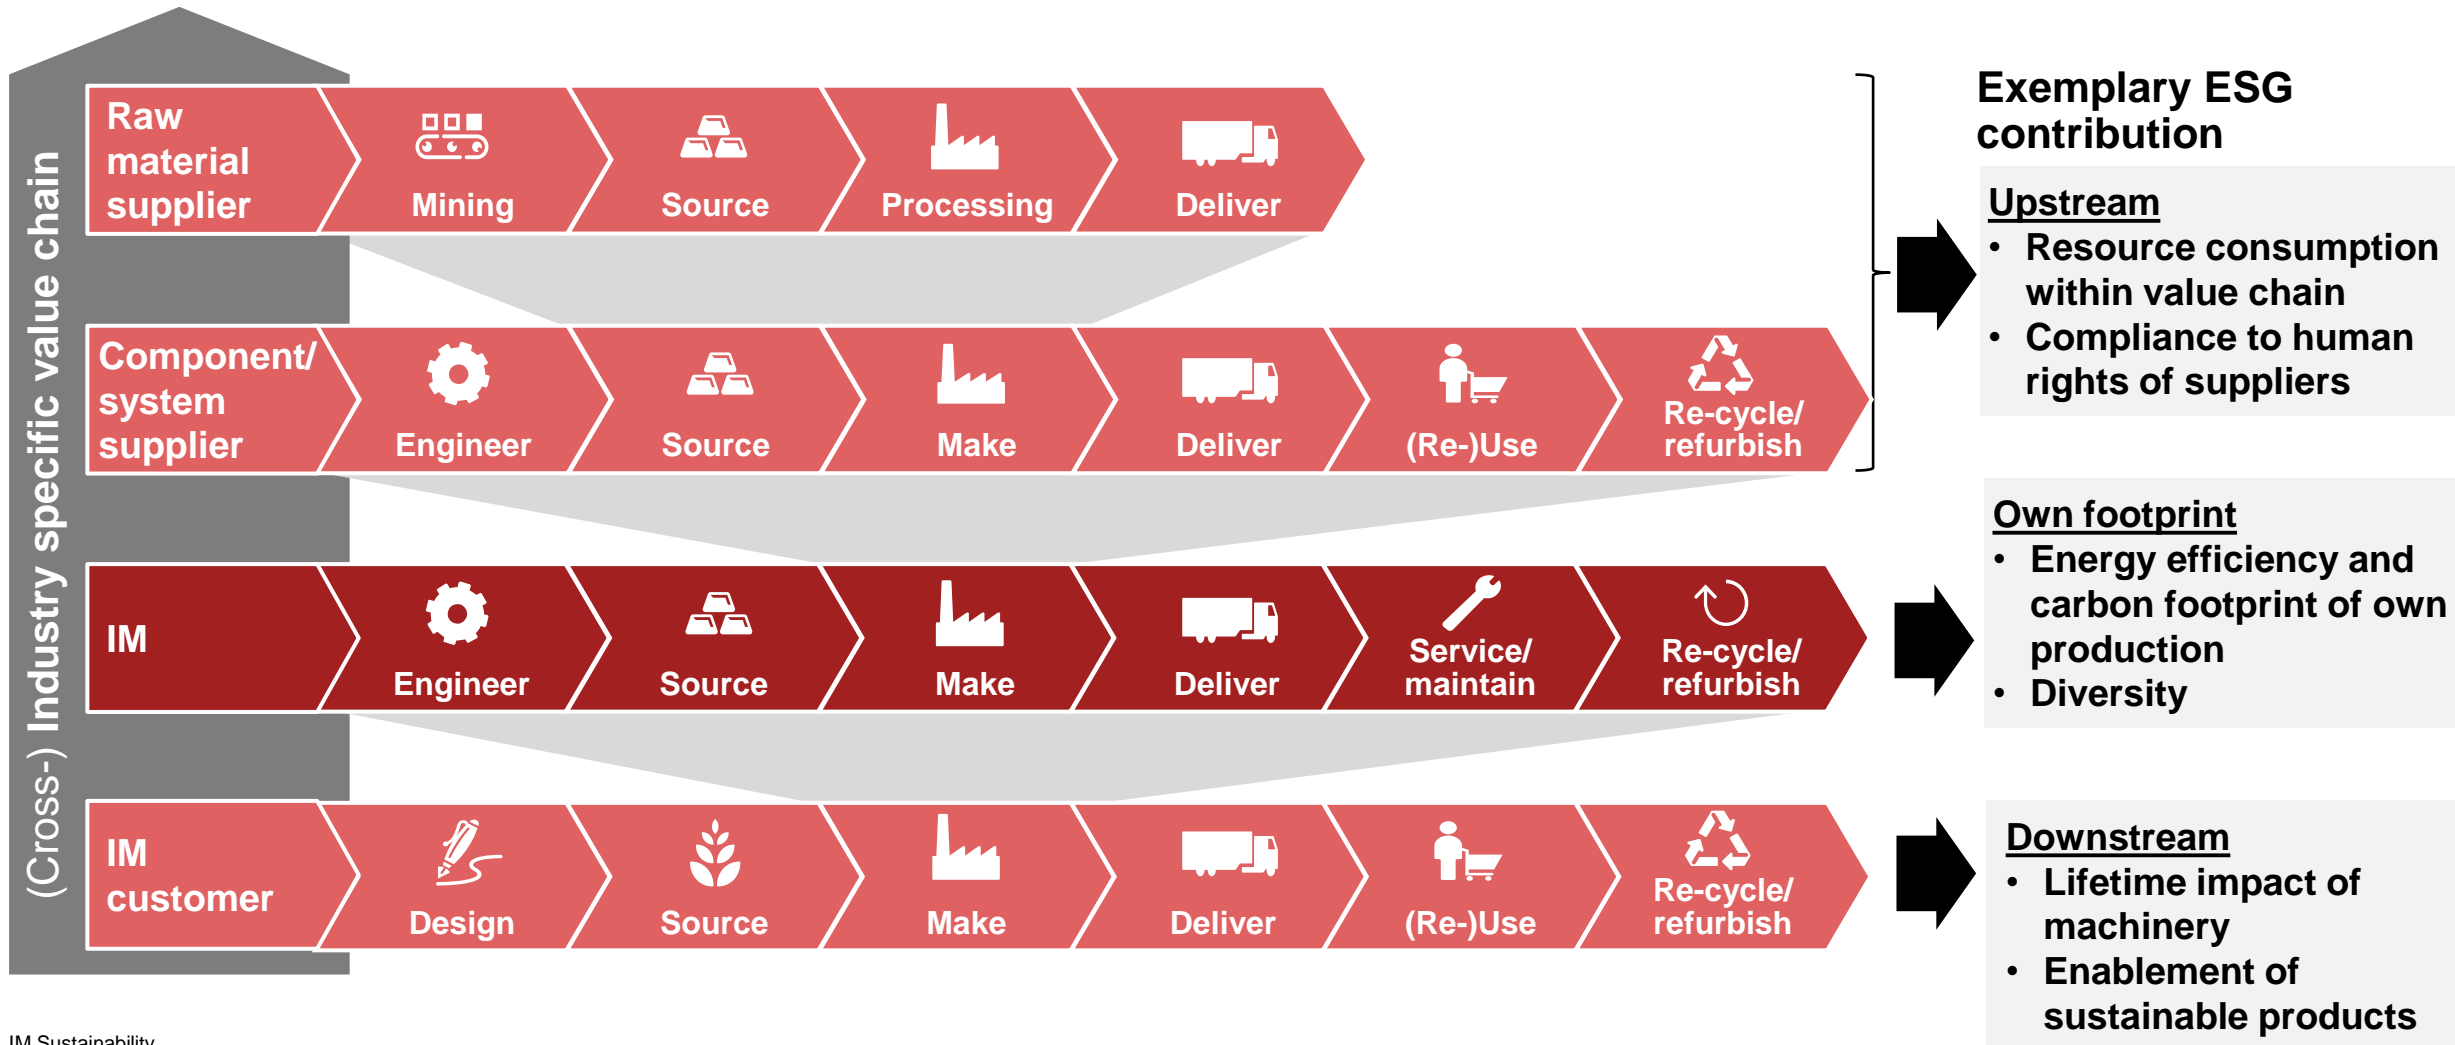 (Cross-) Industry specific value chain
Raw
material
supplier
Mining
Source
Processing
Deliver
Component/
system
supplier
Engineer
Source
Make
Deliver
(Re-)Use
Re-cycle/
refurbish
IM
Engineer
Source
Make
Deliver
Service/
maintain
Re-cycle/
refurbish
IM
customer
Design
Source
Make
Deliver
(Re-)Use
Re-cycle/
refurbish
Exemplary ESG
contribution
Upstream
• Resource consumption
within value chain
• Compliance to human
rights of suppliers
Own footprint
• Energy efficiency and
carbon footprint of own
production
• Diversity
Downstream
• Lifetime impact of
machinery
• Enablement of
sustainable products
IM Sustainability